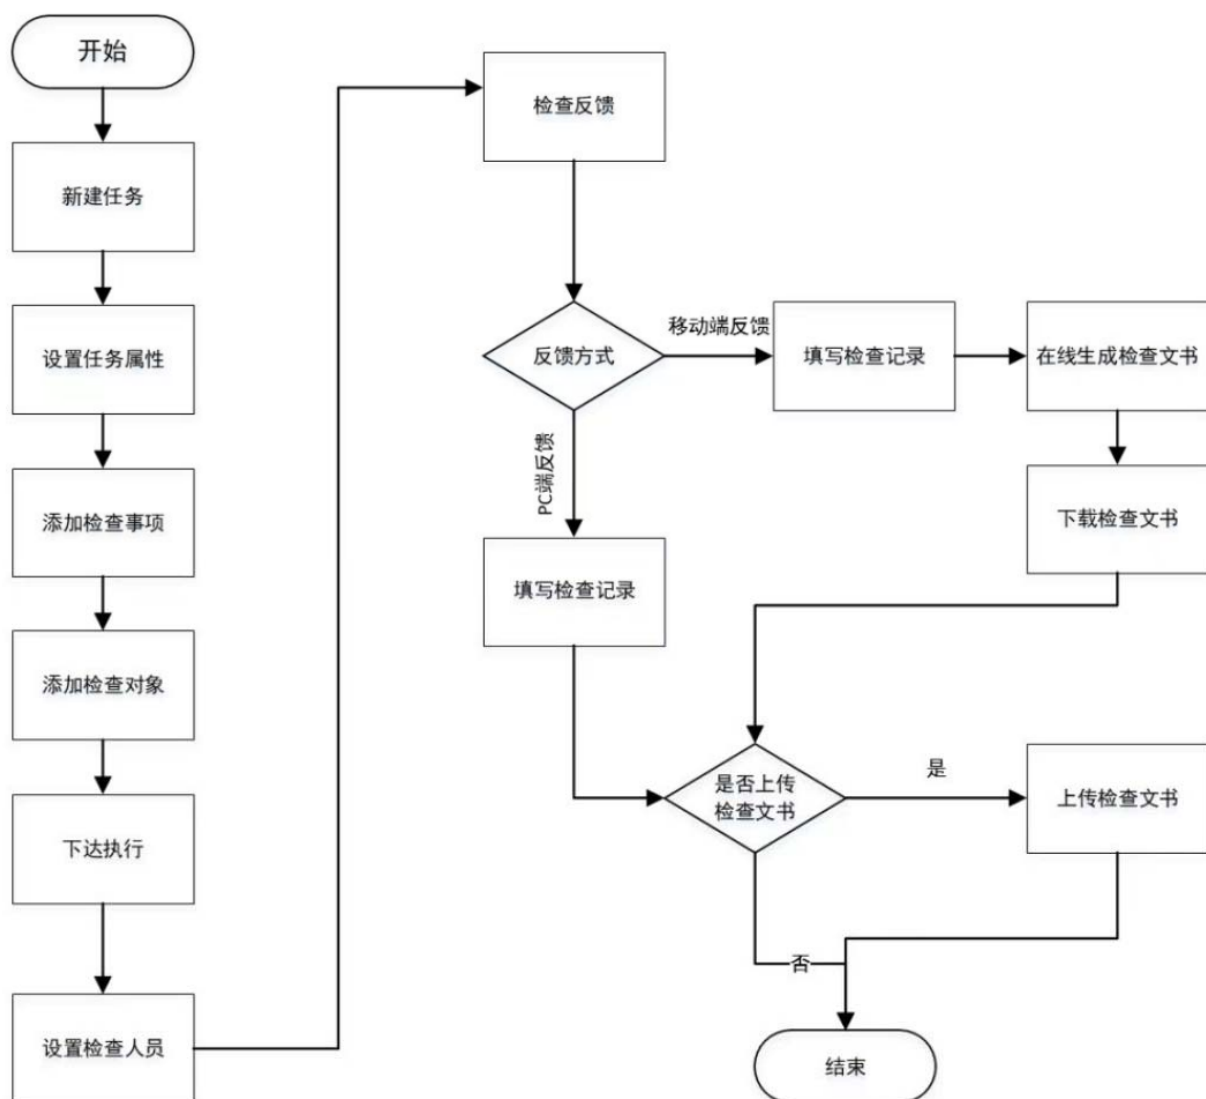 开始
新建任务
设置任务属性
添加检查事项
添加检查对象
下达执行
设置检查人员
检查反馈
反馈方式
移动端反馈
填写检查记录
在线生成检查文书
下载检查文书
PC端反馈
填写检查记录
是否上传
检查文书
是
上传检查文书
否
结束